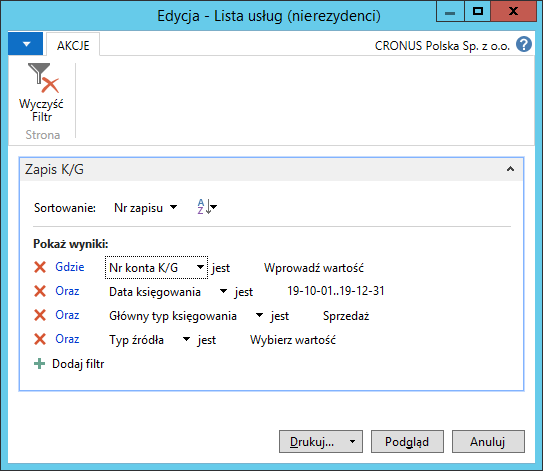 Edycja - Lista usług (nierezydenci)
AKCJE
CRONUS Polska Sp. z o.o.
Wyczyść
Filtr
Strona
Zapis K/G
Sortowanie: Nr zapisu
Pokaż wyniki:
Gdzie Nr konta K/G jest Wprowadź wartość
Oraz Data księgowania jest 19-10-01..19-12-31
Oraz Główny typ księgowania jest Sprzedaż
Oraz Typ źródła jest Wybierz wartość
Dodaj filtr
Drukuj... Podgląd Anuluj